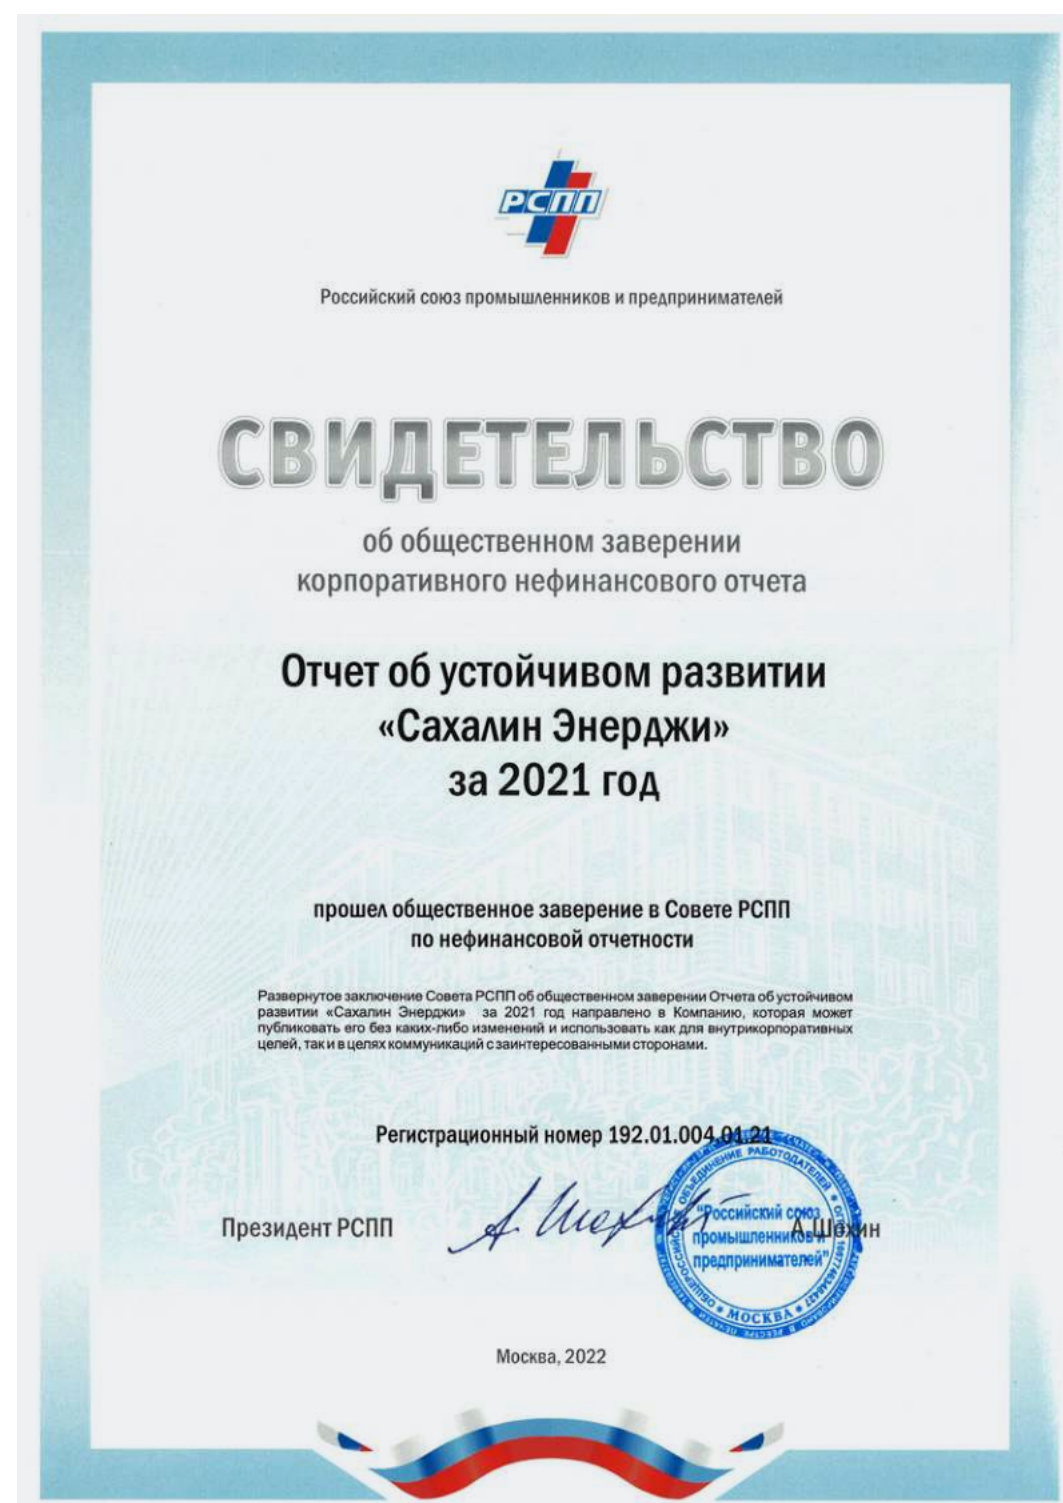 РСПП
Российский союз промышленников и предпринимателей
СВИДЕТЕЛЬСТВО
об общественном заверении
корпоративного нефинансового отчета
Отчет об устойчивом развитии
«Сахалин Энерджи»
за 2021 год
прошел общественное заверение в Совете РСПП
по нефинансовой отчетности
Развернутое заключение Совета РСПП об общественном заверении Отчета об устойчивом
развитии «Сахалин Энерджи» за 2021 год направлено в Компанию, которая может
публиковать его без каких-либо изменений и использовать как для внутрикорпоративных
целей, так и в целях коммуникаций с заинтересованными сторонами.
Регистрационный номер 192.01.004.01.21
Президент РСПП
А. Шохин
А.Шохин
ОБЩЕРОССИЙСКОЕ ОБЪЕДИНЕНИЕ РАБОТОДАТЕЛЕЙ
"Российский союз
промышленников и
предпринимателей"
МОСКВА
Москва, 2022